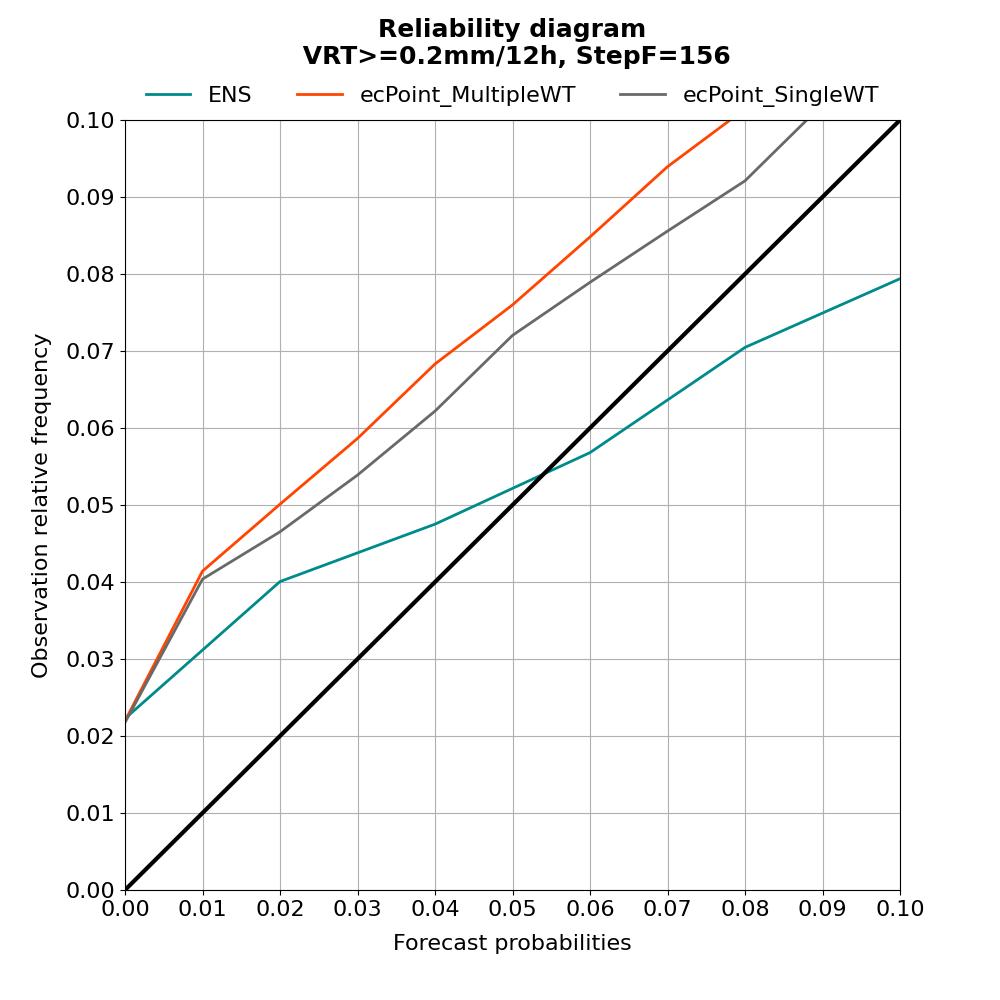 Reliability diagram
VRT>=0.2mm/12h, StepF=156
ENS ecPoint_MultipleWT ecPoint_SingleWT
0.10
0.09
0.08
0.07
0.06
0.05
0.04
0.03
0.02
0.01
0.00
Observation relative frequency
0.00 0.01 0.02 0.03 0.04 0.05 0.06 0.07 0.08 0.09 0.10
Forecast probabilities